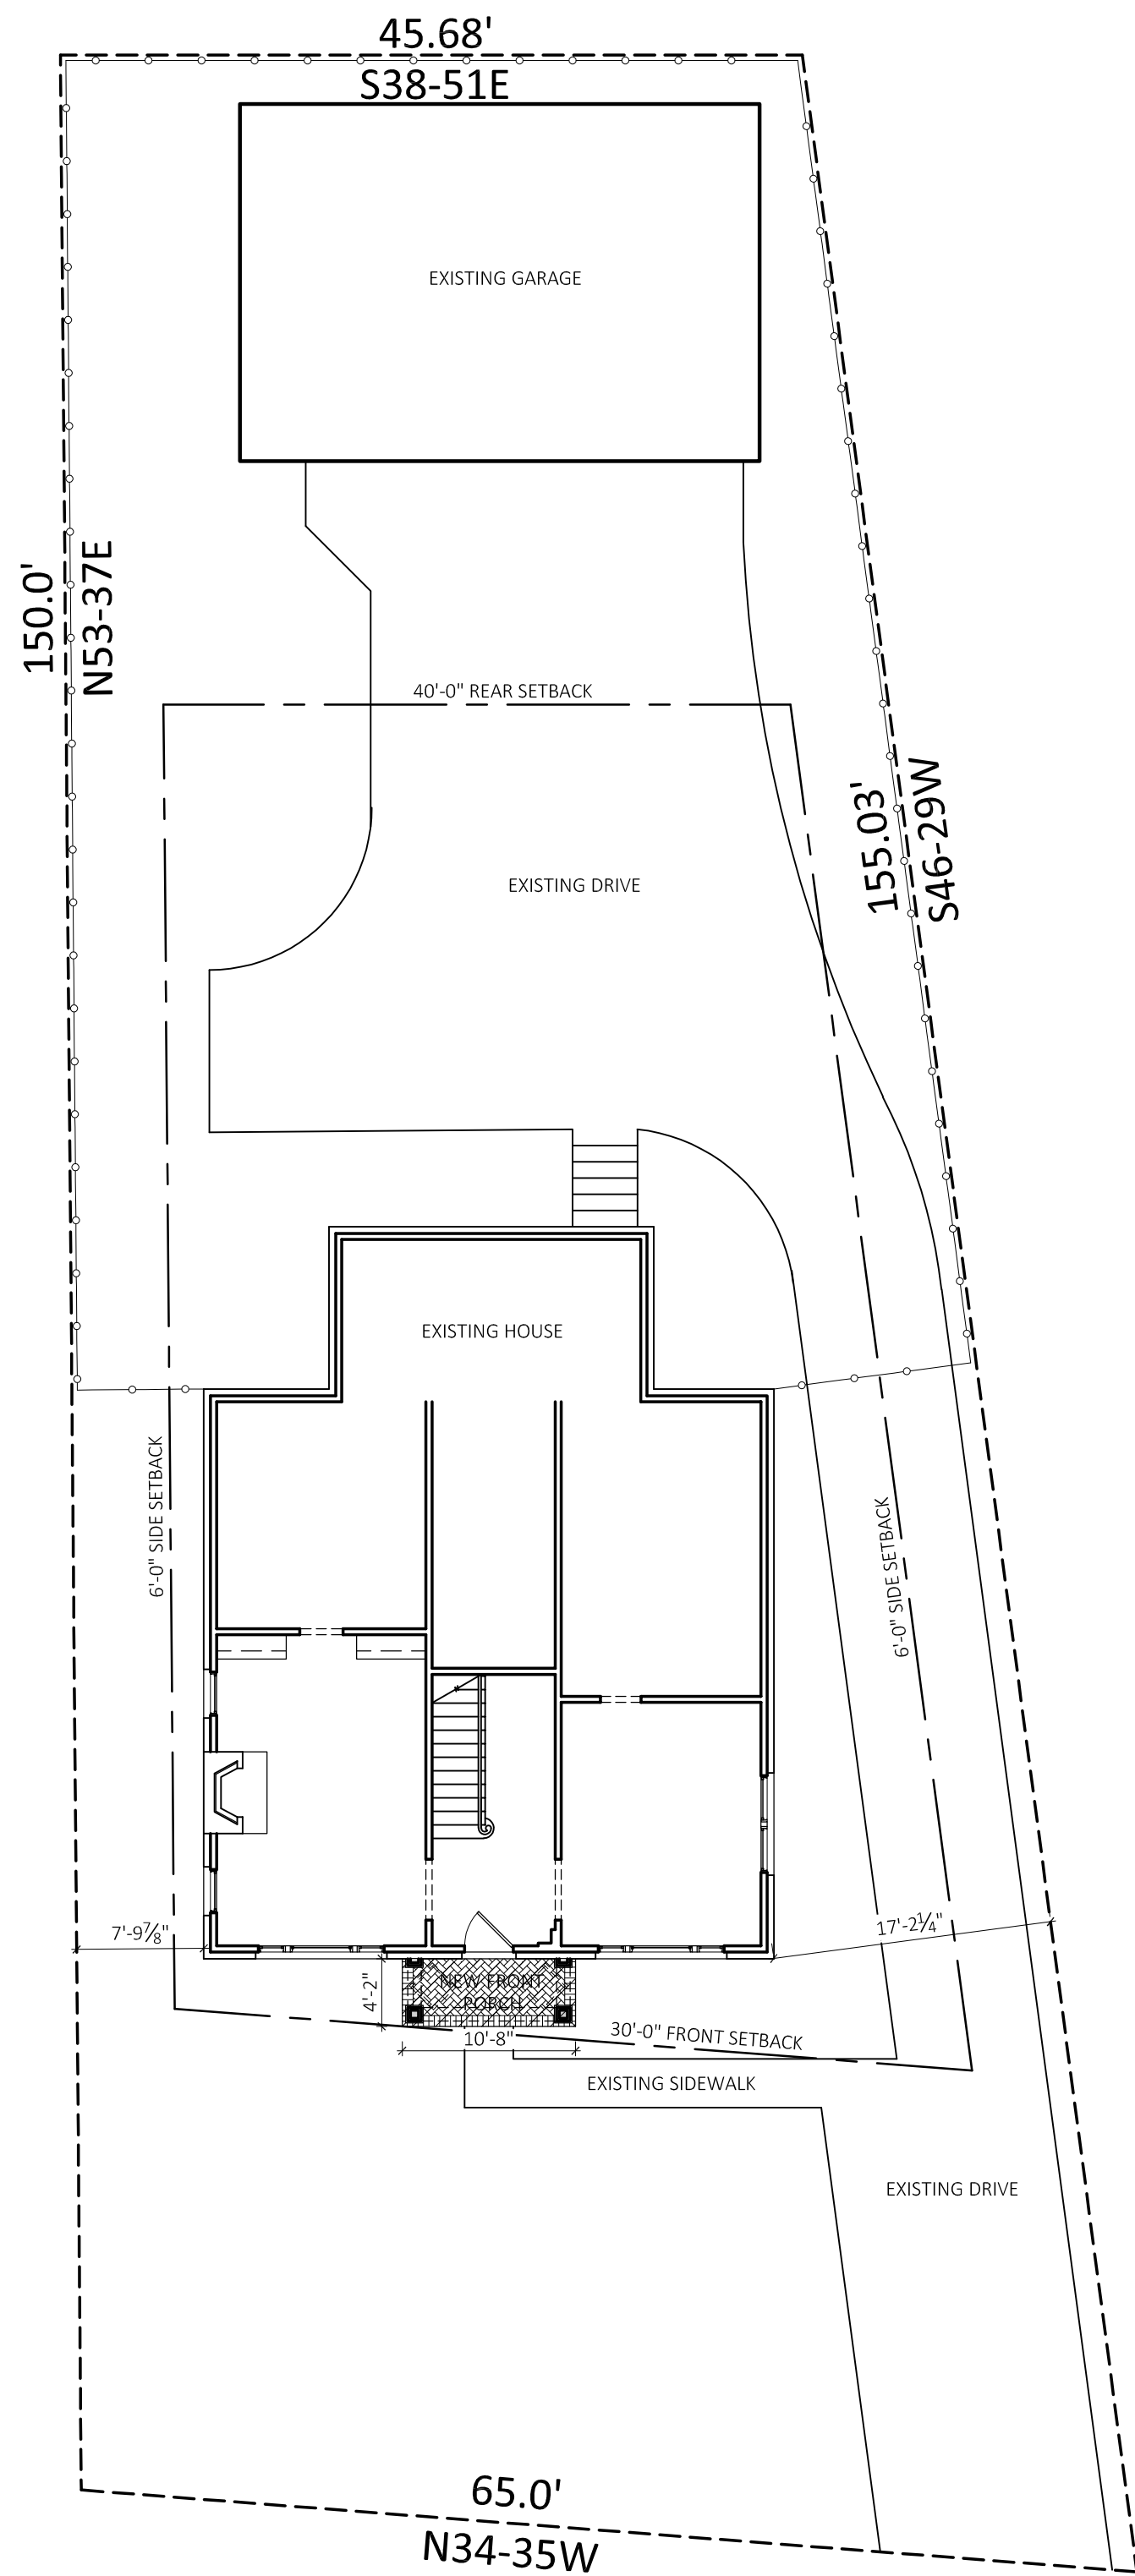 45.68'
S38-51E
EXISTING GARAGE
150.0'
N53-37E
40'-0" REAR SETBACK
155.03'
S46-29W
EXISTING DRIVE
EXISTING HOUSE
6'-0" SIDE SETBACK
6'-0" SIDE SETBACK
7'-9⅞"
17'-2¼"
4'-2"
NEW FRONT
PORCH
10'-8"
30'-0" FRONT SETBACK
EXISTING SIDEWALK
EXISTING DRIVE
65.0'
N34-35W